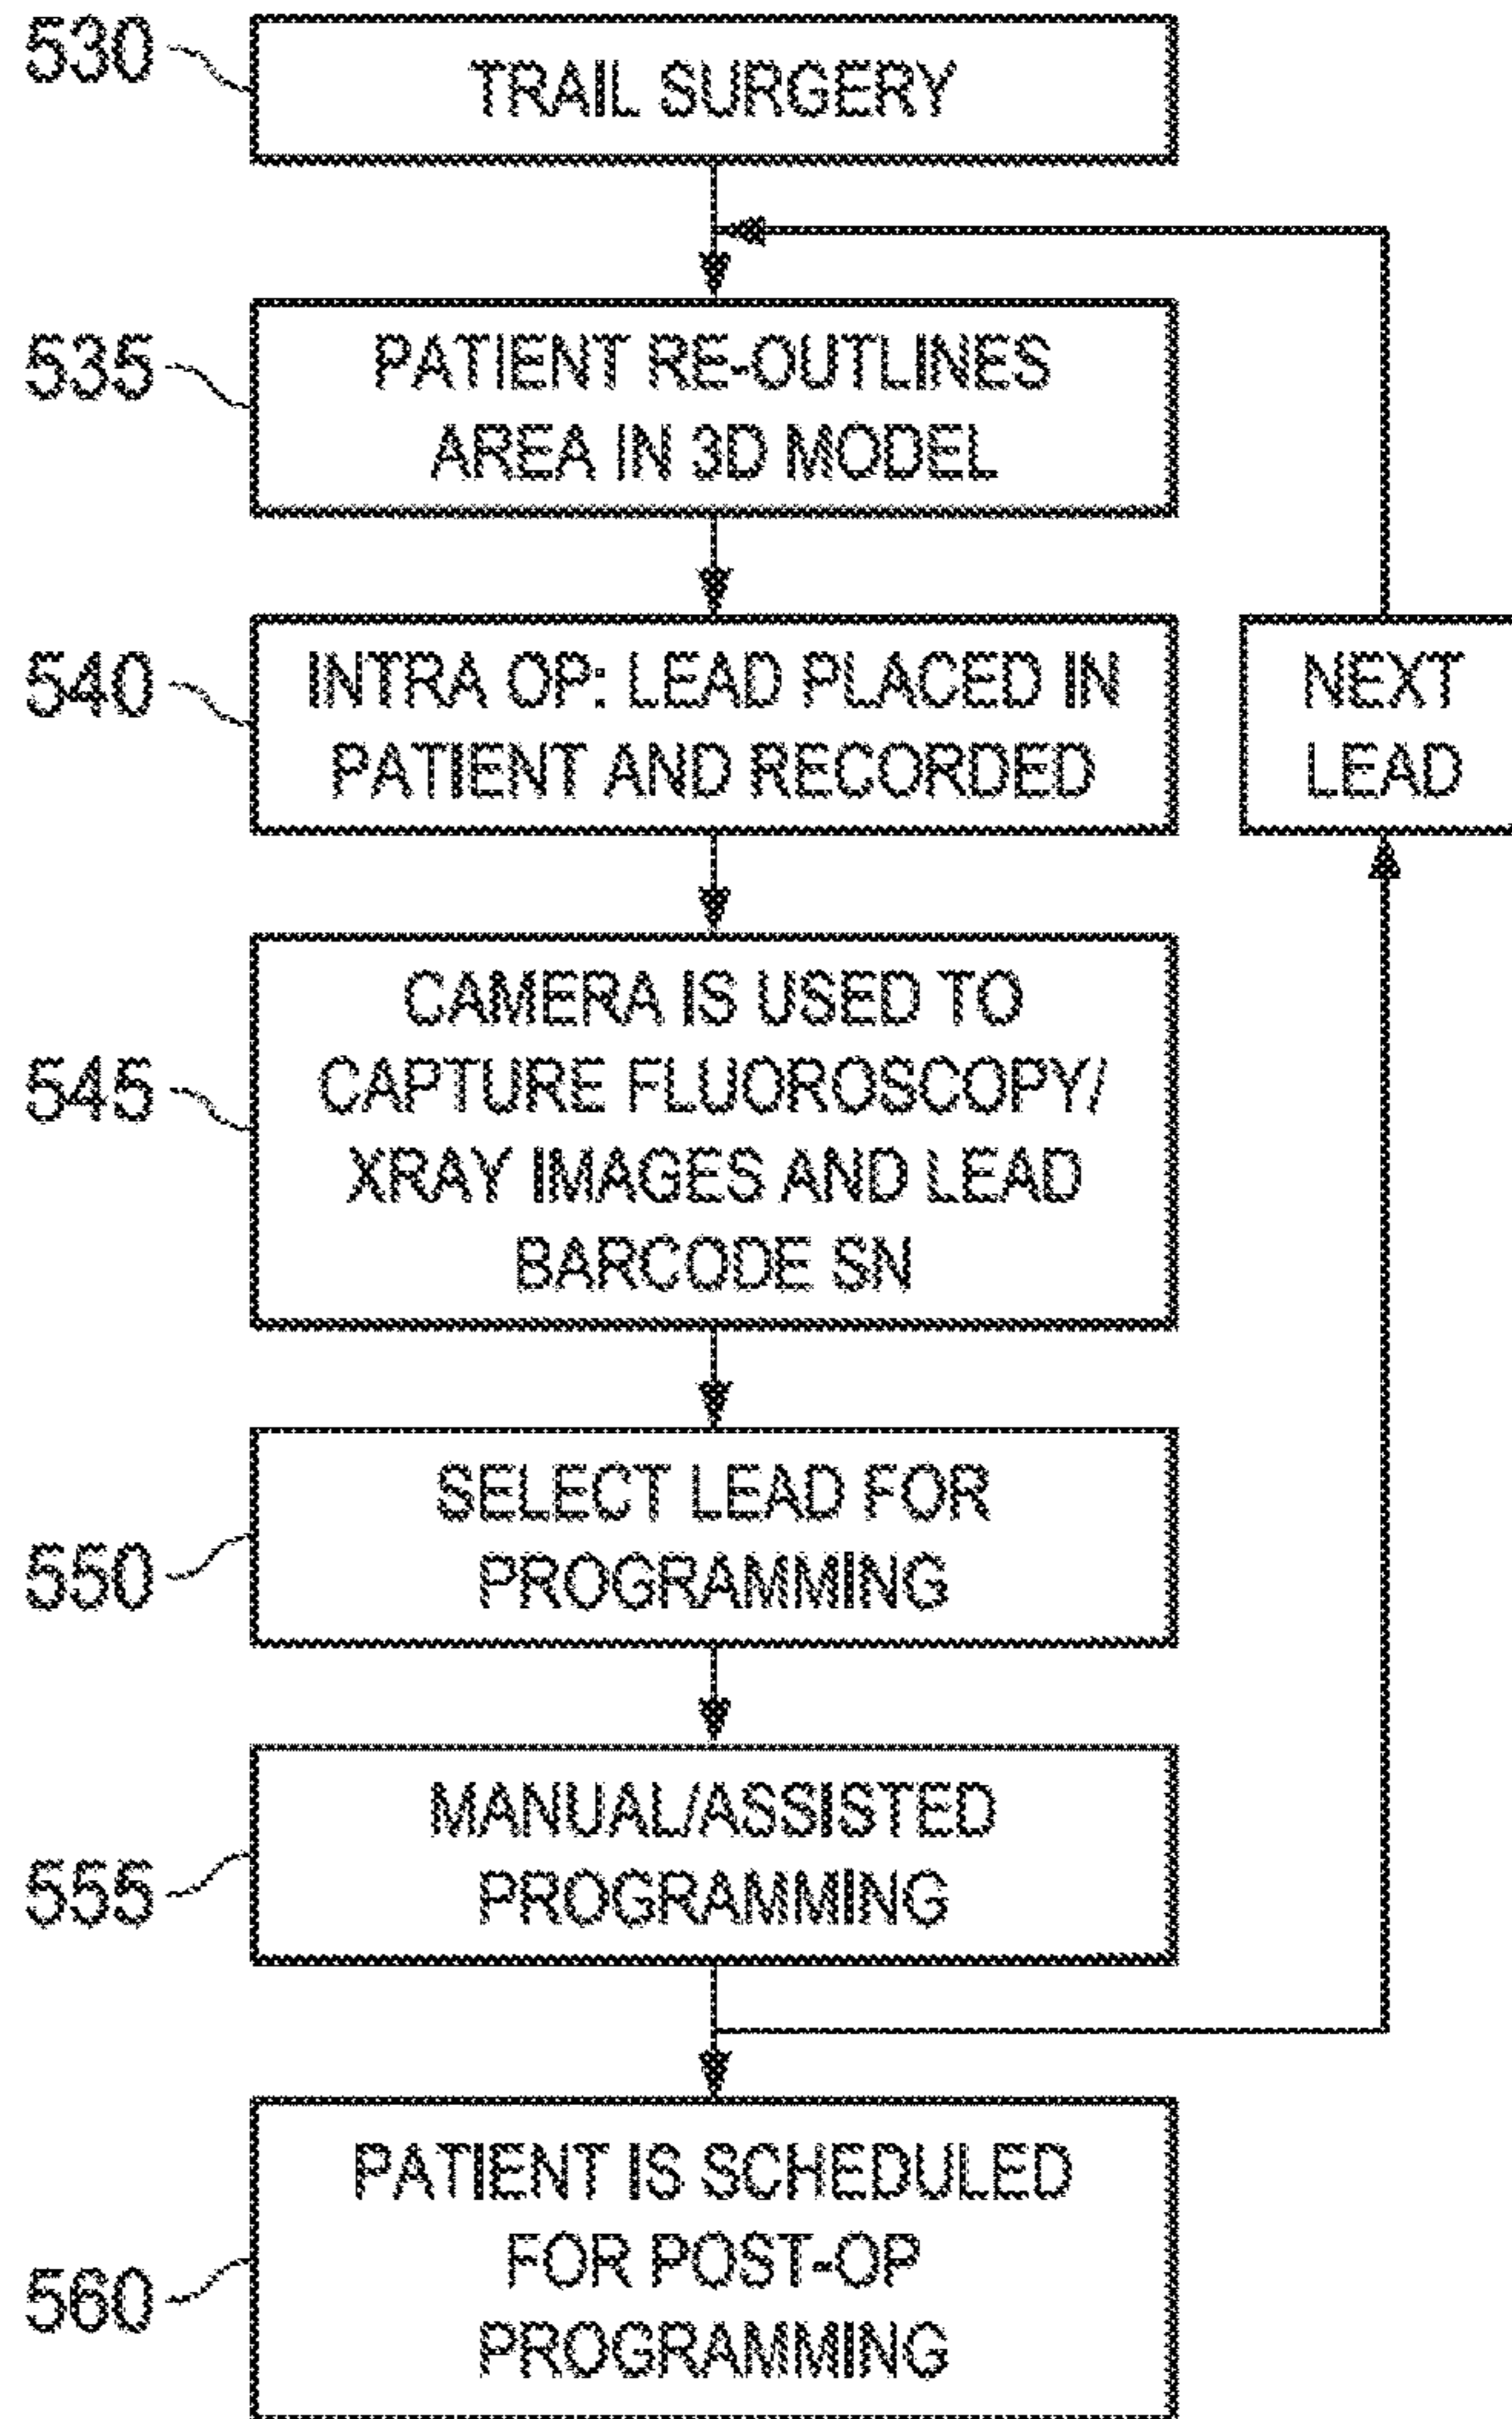 530
TRAIL SURGERY
535
PATIENT RE-OUTLINES
AREA IN 3D MODEL
540
INTRA OP: LEAD PLACED IN
PATIENT AND RECORDED
NEXT
LEAD
545
CAMERA IS USED TO
CAPTURE FLUOROSCOPY/
XRAY IMAGES AND LEAD
BARCODE SN
550
SELECT LEAD FOR
PROGRAMMING
555
MANUAL/ASSISTED
PROGRAMMING
560
PATIENT IS SCHEDULED
FOR POST-OP
PROGRAMMING